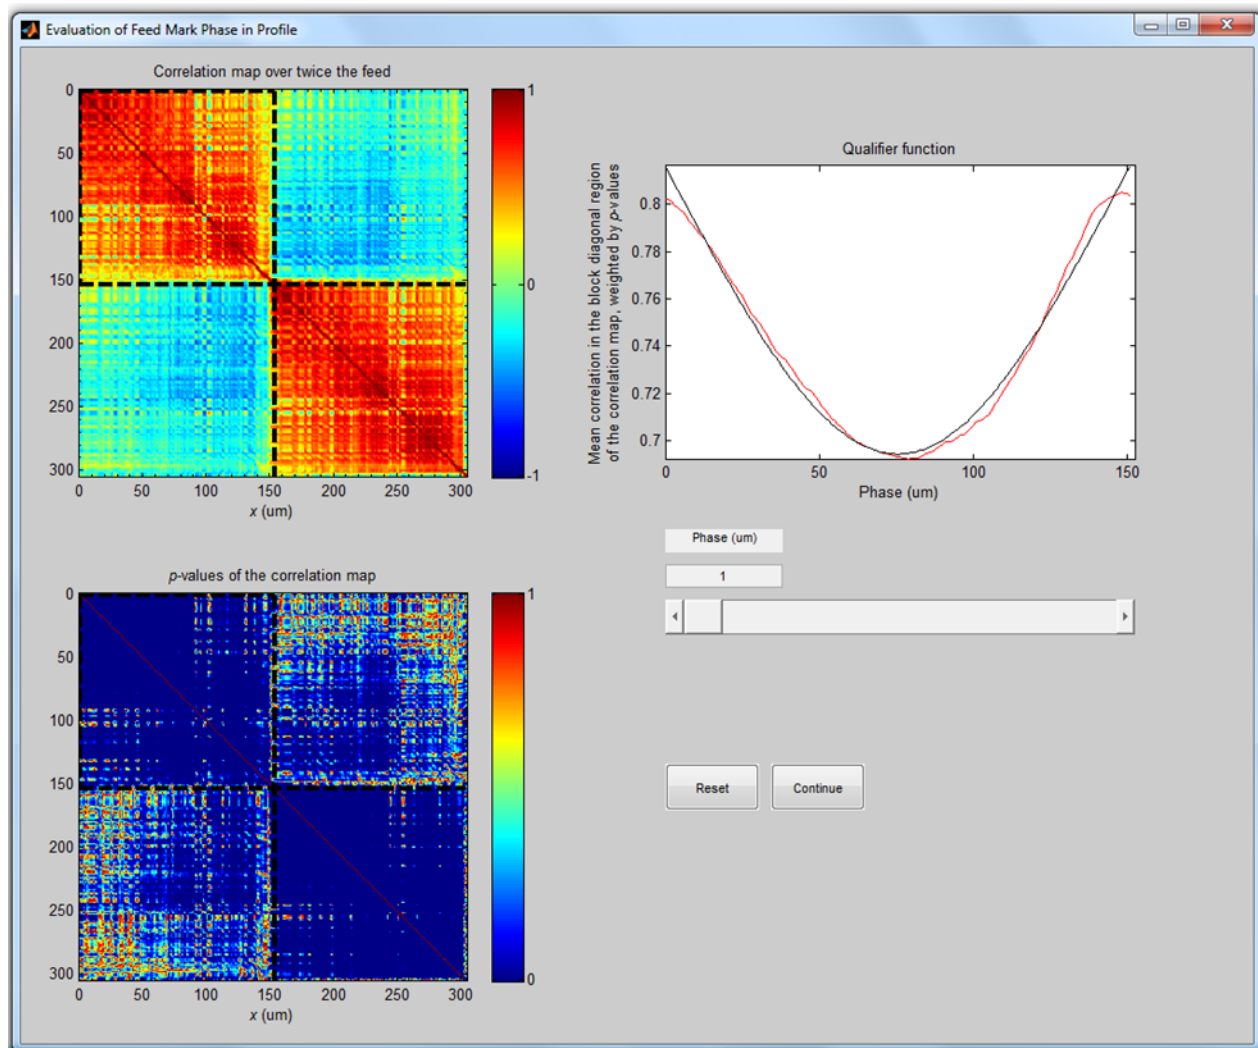 Evaluation of Feed Mark Phase in Profile
Correlation map over twice the feed
0
50
100
150
200
250
300
0 50 100 150 200 250 300
x (um)
1
0
-1
Qualifier function
Mean correlation in the block diagonal region
of the correlation map, weighted by p-values
0.8
0.78
0.76
0.74
0.72
0.7
0 50 100 150
Phase (um)
Phase (um)
1
p-values of the correlation map
0
50
100
150
200
250
300
0 50 100 150 200 250 300
x (um)
1
0
Reset Continue